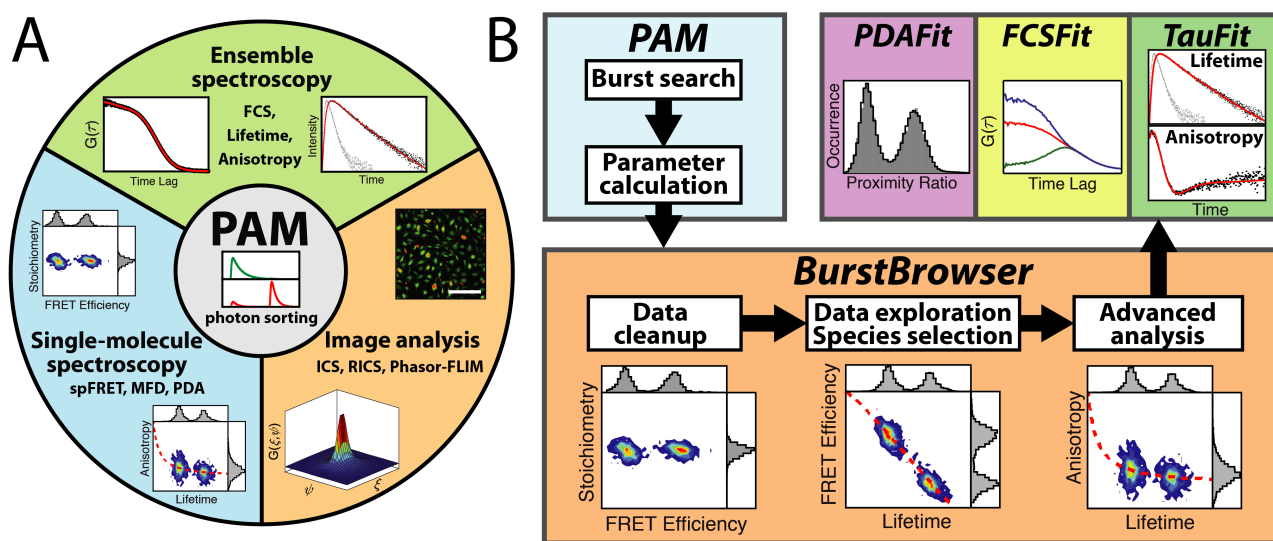 A
Ensemble
spectroscopy
FCS,
Lifetime,
Anisotropy
G(τ)
Time Lag
Intensity
Time
Stoichiometry
FRET Efficiency
PAM
photon sorting
Single-molecule
spectroscopy
spFRET, MFD, PDA
Anisotropy
Lifetime
Image analysis
ICS, RICS, Phasor-FLIM
G(ξ,ψ)
ψ
ξ
B
PAM
Burst search
Parameter
calculation
PDAFit
Occurrence
Proximity Ratio
FCSFit
G(τ)
Time Lag
TauFit
Lifetime
Anisotropy
Time
BurstBrowser
Data
cleanup
Data exploration
Species selection
Advanced
analysis
Stoichiometry
FRET Efficiency
FRET Efficiency
Lifetime
Anisotropy
Lifetime